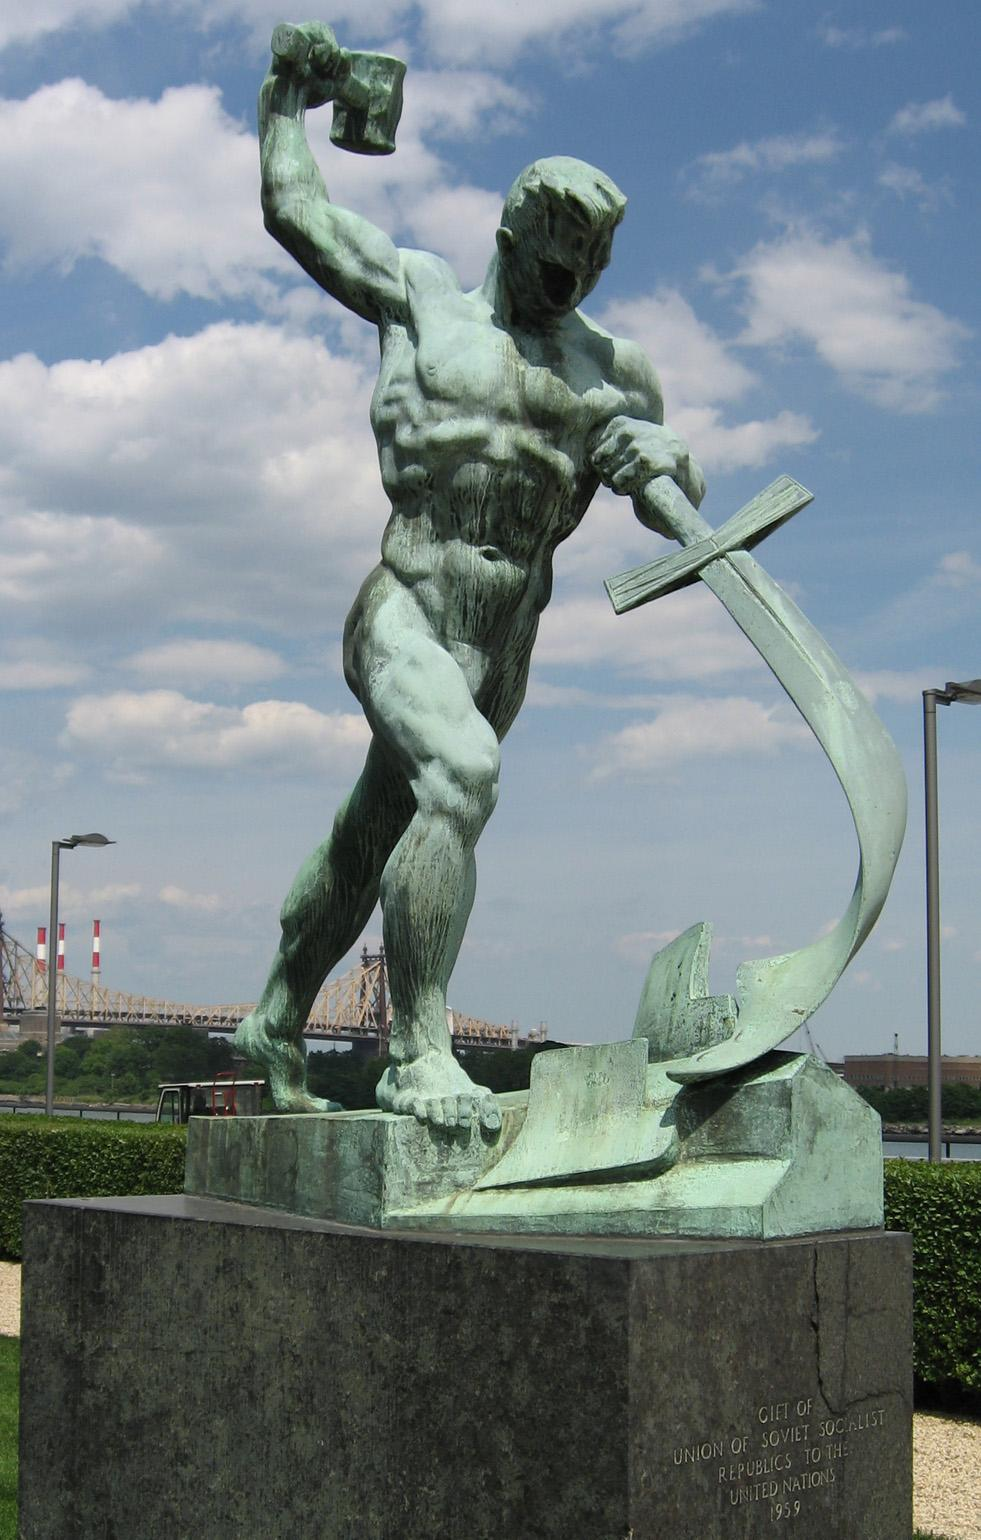 GIFT OF
UNION OF SOVIET SOCIALIST
REPUBLICS TO THE
UNITED NATIONS
1959